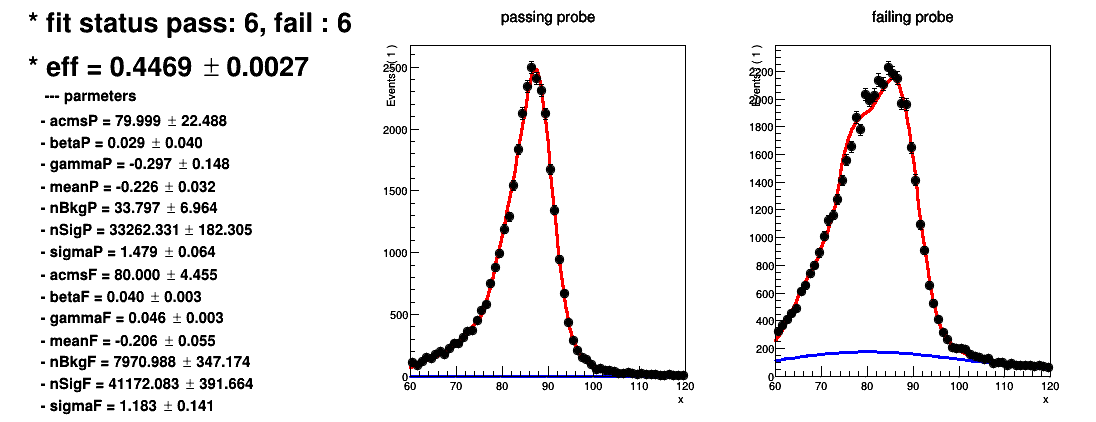 * fit status pass: 6, fail : 6
* eff = 0.4469 ± 0.0027
--- parmeters
- acmsP = 79.999 ± 22.488
- betaP = 0.029 ± 0.040
- gammaP = -0.297 ± 0.148
- meanP = -0.226 ± 0.032
- nBkgP = 33.797 ± 6.964
- nSigP = 33262.331 ± 182.305
- sigmaP = 1.479 ± 0.064
- acmsF = 80.000 ± 4.455
- betaF = 0.040 ± 0.003
- gammaF = 0.046 ± 0.003
- meanF = -0.206 ± 0.055
- nBkgF = 7970.988 ± 347.174
- nSigF = 41172.083 ± 391.664
- sigmaF = 1.183 ± 0.141
passing probe
Events / ( 1 )
2500
2000
1500
1000
500
0
60 70 80 90 100 110 120
x
failing probe
Events / ( 1 )
2200
2000
1800
1600
1400
1200
1000
800
600
400
200
0
60 70 80 90 100 110 120
x